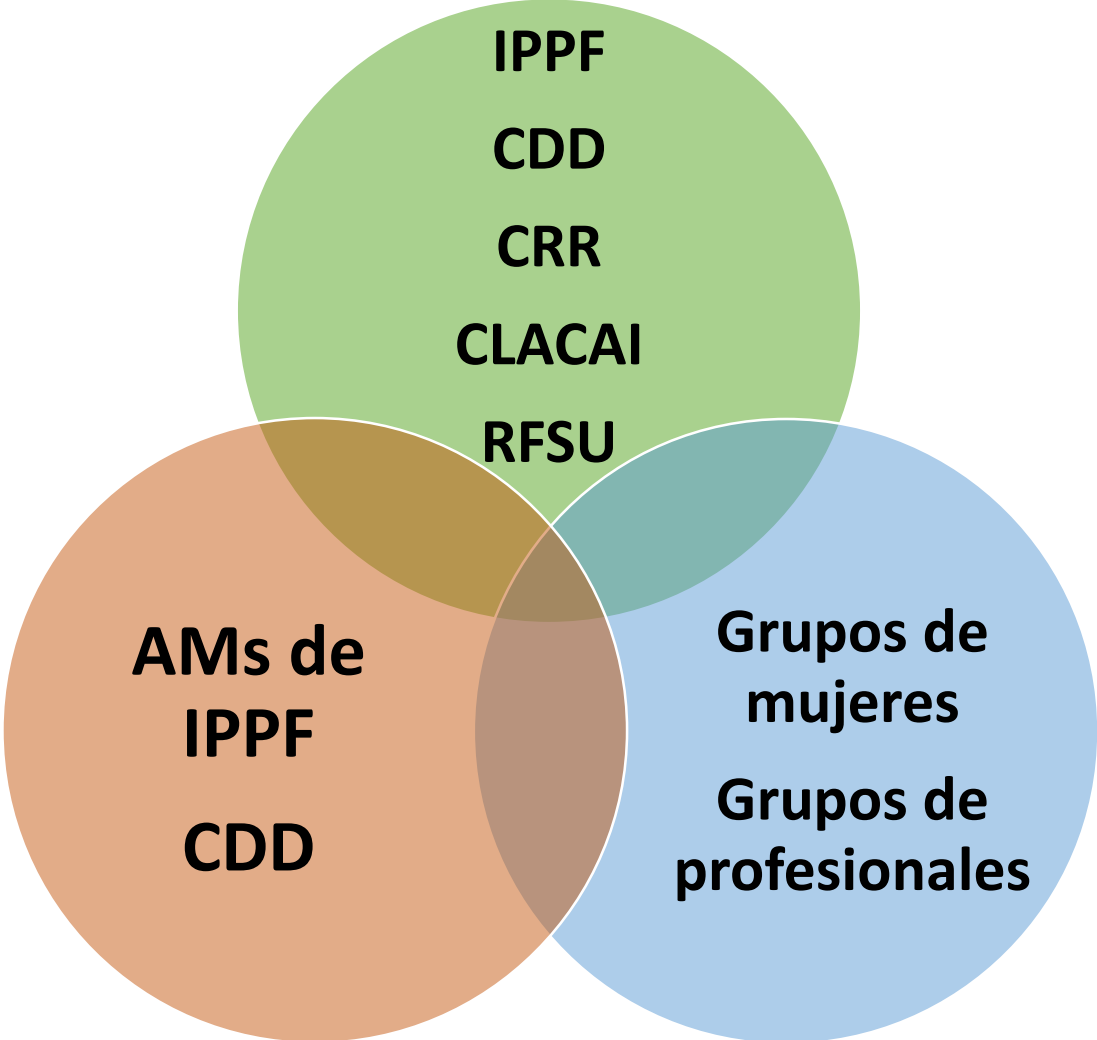 IPPF
CDD
CRR
CLACAI
RFSU
AMs de
IPPF
CDD
Grupos de
mujeres
Grupos de
profesionales